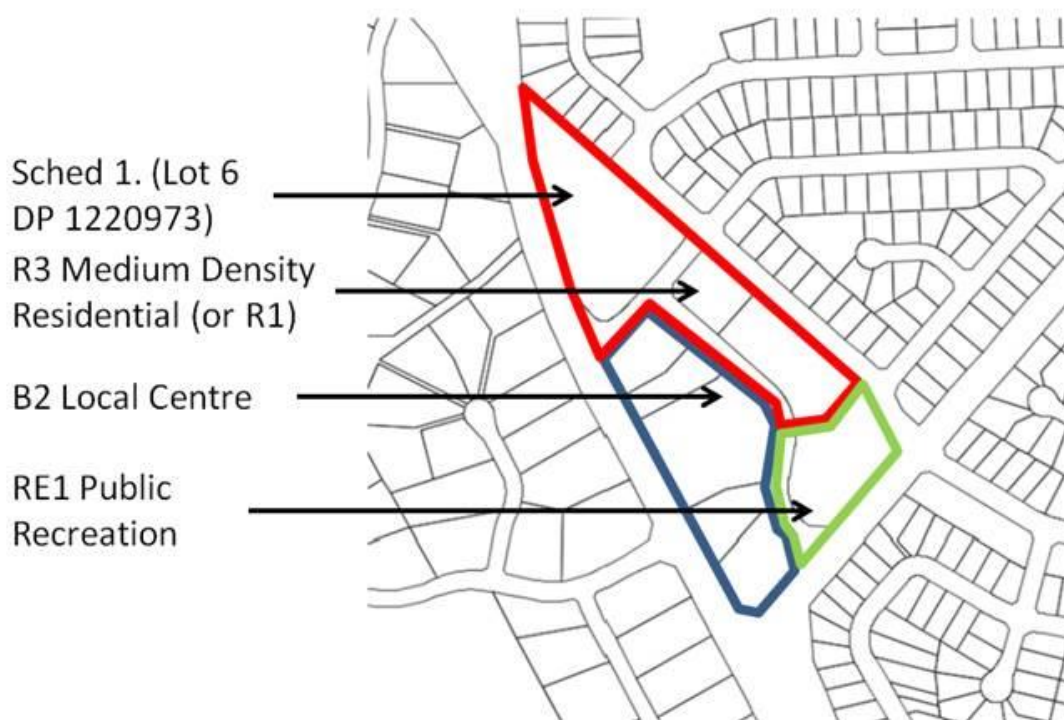 Sched 1. (Lot 6
DP 1220973)
R3 Medium Density
Residential (or R1)
B2 Local Centre
RE1 Public
Recreation